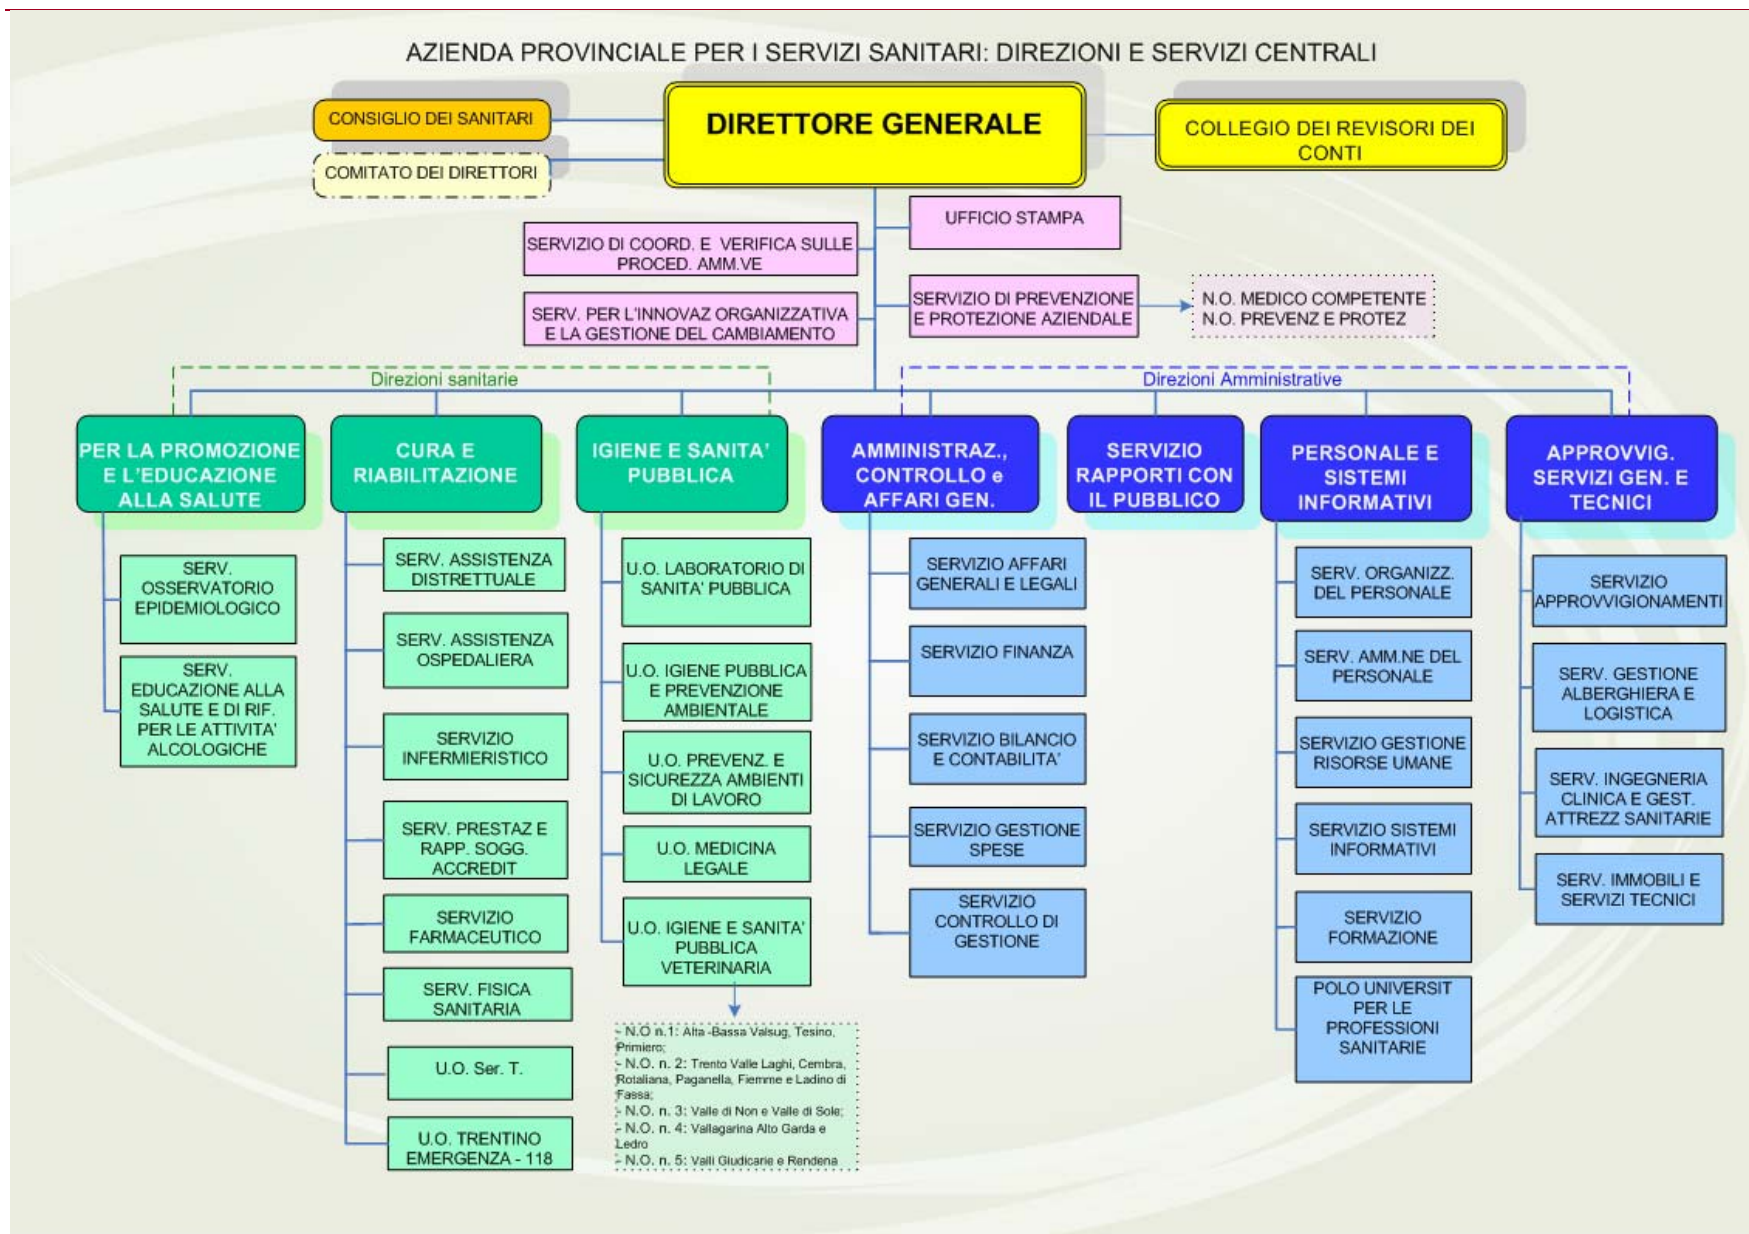 AZIENDA PROVINCIALE PER I SERVIZI SANITARI: DIREZIONI E SERVIZI CENTRALI
CONSIGLIO DEI SANITARI
COMITATO DEI DIRETTORI
DIRETTORE GENERALE
COLLEGIO DEI REVISORI DEI
CONTI
UFFICIO STAMPA
SERVIZIO DI COORD. E VERIFICA SULLE
PROCED. AMM.VE
SERVIZIO DI PREVENZIONE
E PROTEZIONE AZIENDALE
N.O. MEDICO COMPETENTE
N.O. PREVENZ E PROTEZ
SERV. PER L'INNOVAZ ORGANIZZATIVA
E LA GESTIONE DEL CAMBIAMENTO
Direzioni sanitarie
Direzioni Amministrative
PER LA PROMOZIONE
E L'EDUCAZIONE
ALLA SALUTE
CURA E
RIABILITAZIONE
IGIENE E SANITA'
PUBBLICA
AMMINISTRAZ.,
CONTROLLO e
AFFARI GEN.
SERVIZIO
RAPPORTI CON
IL PUBBLICO
PERSONALE E
SISTEMI
INFORMATIVI
APPROVVIG.
SERVIZI GEN. E
TECNICI
SERV.
OSSERVATORIO
EPIDEMIOLOGICO
SERV.
EDUCAZIONE ALLA
SALUTE E DI RIF.
PER LE ATTIVITA'
ALCOLOGICHE
SERV. ASSISTENZA
DISTRETTUALE
SERV. ASSISTENZA
OSPEDALIERA
SERVIZIO
INFERMIERISTICO
SERV. PRESTAZ E
RAPP. SOGG.
ACCREDIT
SERVIZIO
FARMACEUTICO
SERV. FISICA
SANITARIA
U.O. Ser. T.
U.O. TRENTINO
EMERGENZA - 118
U.O. LABORATORIO DI
SANITA' PUBBLICA
U.O. IGIENE PUBBLICA
E PREVENZIONE
AMBIENTALE
U.O. PREVENZ. E
SICUREZZA AMBIENTI
DI LAVORO
U.O. MEDICINA
LEGALE
U.O. IGIENE E SANITA'
PUBBLICA
VETERINARIA
- N.O n.1: Alta -Bassa Valsug, Tesino,
Primiero;
- N.O. n. 2: Trento Valle Laghi, Cembra,
Rotaliana, Paganella, Fiemme e Ladino di
Fassa;
- N.O. n. 3: Valle di Non e Valle di Sole;
- N.O. n. 4: Vallagarina Alto Garda e
Ledro
- N.O. n. 5: Valli Giudicarie e Rendena
SERVIZIO AFFARI
GENERALI E LEGALI
SERVIZIO FINANZA
SERVIZIO BILANCIO
E CONTABILITA'
SERVIZIO GESTIONE
SPESE
SERVIZIO
CONTROLLO DI
GESTIONE
SERV. ORGANIZZ.
DEL PERSONALE
SERV. AMM.NE DEL
PERSONALE
SERVIZIO GESTIONE
RISORSE UMANE
SERVIZIO SISTEMI
INFORMATIVI
SERVIZIO
FORMAZIONE
POLO UNIVERSIT
PER LE
PROFESSIONI
SANITARIE
SERVIZIO
APPROVVIGIONAMENTI
SERV. GESTIONE
ALBERGHIERA E
LOGISTICA
SERV. INGEGNERIA
CLINICA E GEST.
ATTREZZ SANITARIE
SERV. IMMOBILI E
SERVIZI TECNICI